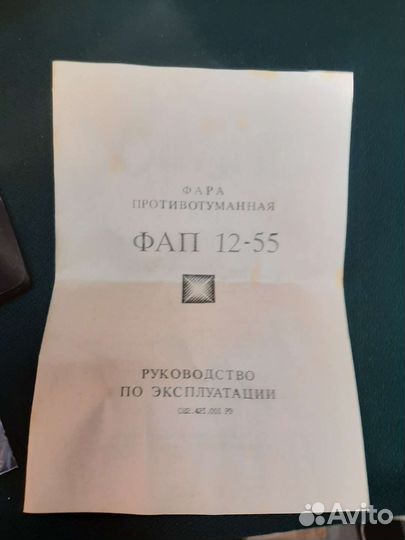 ФАРА
ПРОТИВОТУМАННАЯ
ФАП 12-55
РУКОВОДСТВО
ПО ЭКСПЛУАТАЦИИ
Avito